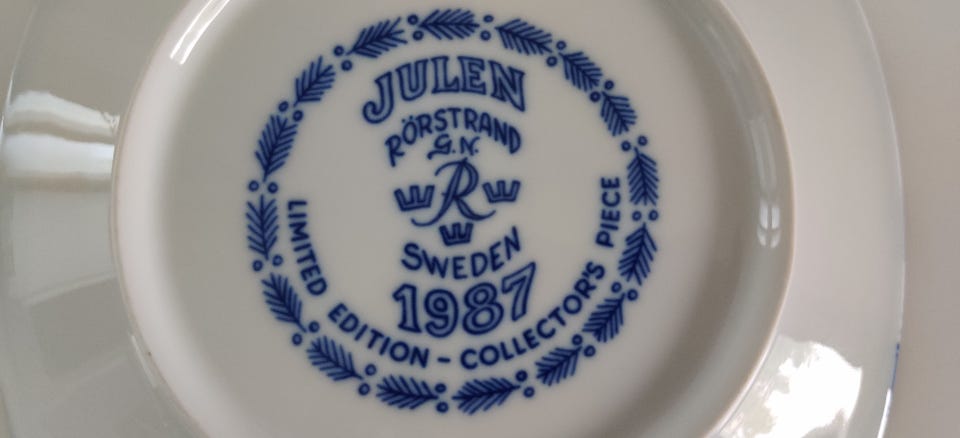 JULEN
RÖRSTRAND
G.N.
R
SWEDEN
1987
LIMITED EDITION - COLLECTOR'S PIECE